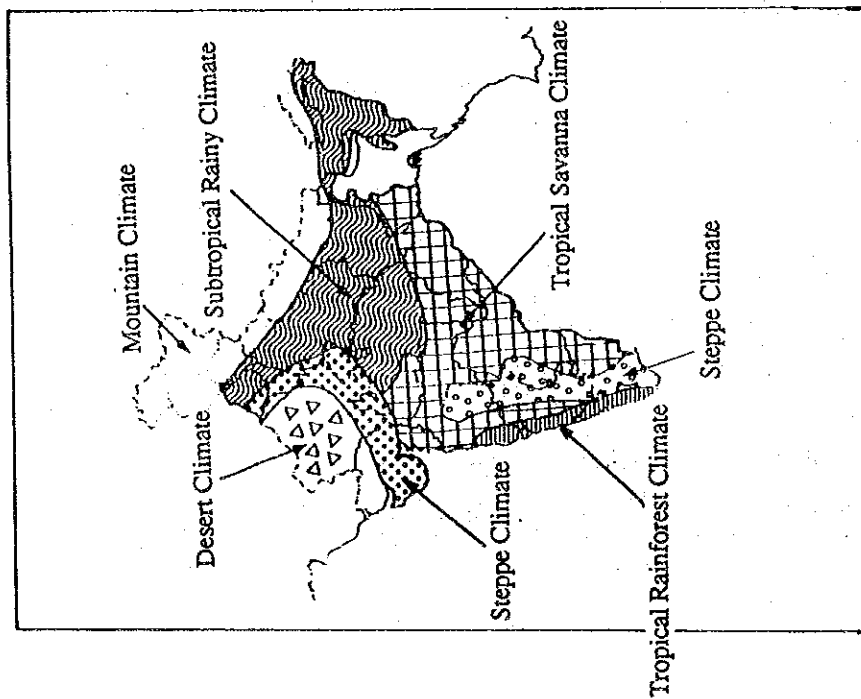 Mountain Climate
Subtropical Rainy Climate
Desert Climate
Tropical Savanna Climate
Steppe Climate
Steppe Climate
Tropical Rainforest Climate